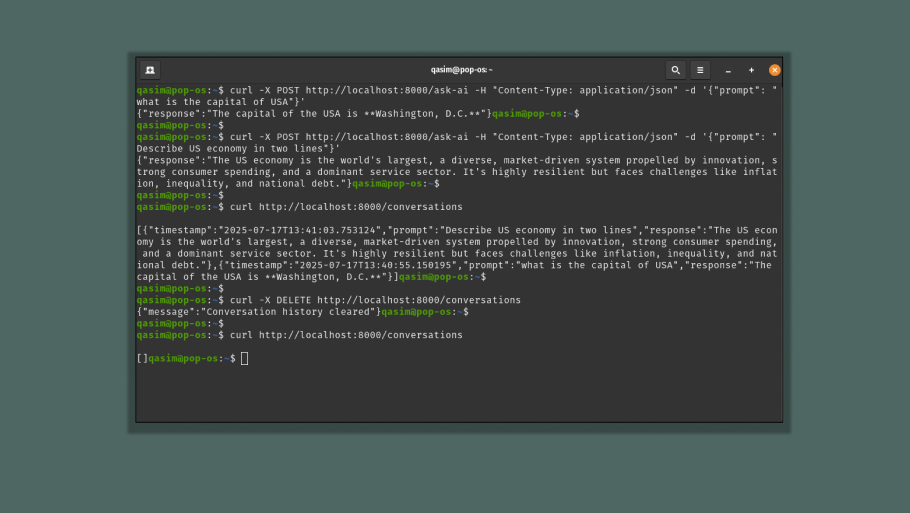 qasim@pop-os: ~
qasim@pop-os:~$ curl -X POST http://localhost:8000/ask-ai -H "Content-Type: application/json" -d '{"prompt": "
what is the capital of USA"}'
{"response":"The capital of the USA is **Washington, D.C.**"}qasim@pop-os:~$
qasim@pop-os:~$
qasim@pop-os:~$ curl -X POST http://localhost:8000/ask-ai -H "Content-Type: application/json" -d '{"prompt": "
Describe US economy in two lines"}'
{"response":"The US economy is the world's largest, a diverse, market-driven system propelled by innovation, s
trong consumer spending, and a dominant service sector. It's highly resilient but faces challenges like inflat
ion, inequality, and national debt."}qasim@pop-os:~$
qasim@pop-os:~$
qasim@pop-os:~$ curl http://localhost:8000/conversations
[{"timestamp":"2025-07-17T13:41:03.753124","prompt":"Describe US economy in two lines","response":"The US econ
omy is the world's largest, a diverse, market-driven system propelled by innovation, strong consumer spending,
 and a dominant service sector. It's highly resilient but faces challenges like inflation, inequality, and nat
ional debt."},{"timestamp":"2025-07-17T13:40:55.150195","prompt":"what is the capital of USA","response":"The
capital of the USA is **Washington, D.C.**"}]qasim@pop-os:~$
qasim@pop-os:~$
qasim@pop-os:~$ curl -X DELETE http://localhost:8000/conversations
{"message":"Conversation history cleared"}qasim@pop-os:~$
qasim@pop-os:~$
qasim@pop-os:~$ curl http://localhost:8000/conversations
[]qasim@pop-os:~$